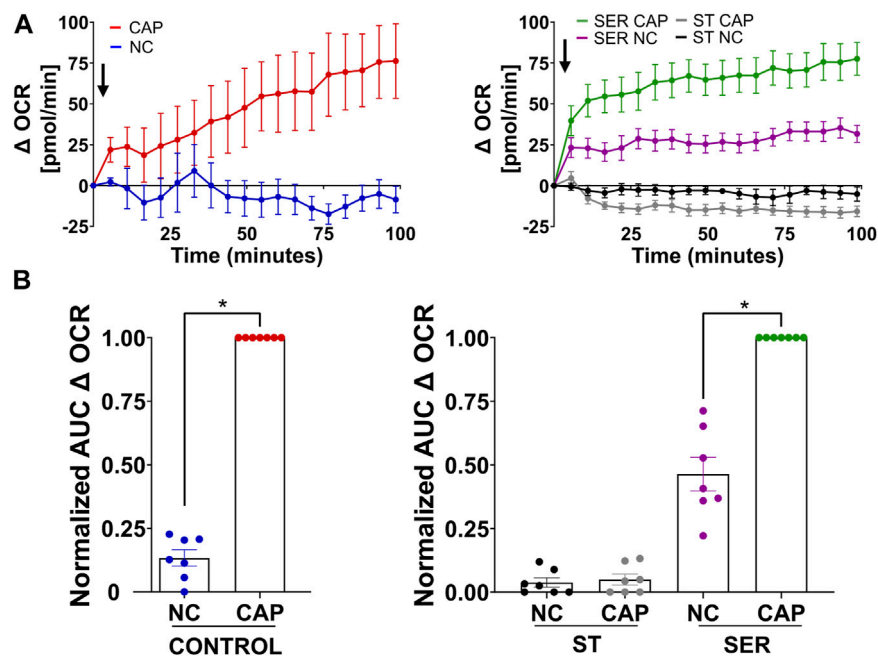 A
CAP
NC
Δ OCR
[pmol/min]
100
75
50
25
0
-25
25
50
75
100
Time (minutes)
SER CAP
SER NC
ST CAP
ST NC
Δ OCR
[pmol/min]
100
75
50
25
0
-25
25
50
75
100
Time (minutes)
B
Normalized AUC Δ OCR
1.00
0.75
0.50
0.25
0
*
NC
CAP
CONTROL
Normalized AUC Δ OCR
1.00
0.75
0.50
0.25
0.00
*
NC
CAP
NC
CAP
ST
SER